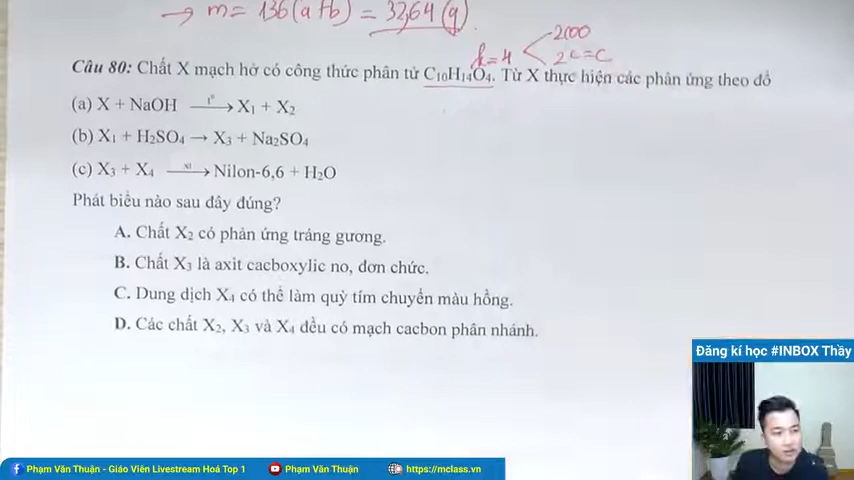 → m = 136(a+b) = 32,64 (g).
k=4
2COO
2C=C
Câu 80: Chất X mạch hở có công thức phân tử C₁₀H₁₄O₄. Từ X thực hiện các phản ứng theo đồ
(a) X + NaOH —t°→ X₁ + X₂
(b) X₁ + H₂SO₄ → X₃ + Na₂SO₄
(c) X₃ + X₄ —xt→ Nilon-6,6 + H₂O
Phát biểu nào sau đây đúng?
A. Chất X₂ có phản ứng tráng gương.
B. Chất X₃ là axit cacboxylic no, đơn chức.
C. Dung dịch X₄ có thể làm quỳ tím chuyển màu hồng.
D. Các chất X₂, X₃ và X₄ đều có mạch cacbon phân nhánh.
Đăng kí học #INBOX Thầy
Phạm Văn Thuận - Giáo Viên Livestream Hoá Top 1
Phạm Văn Thuận
https://mclass.vn